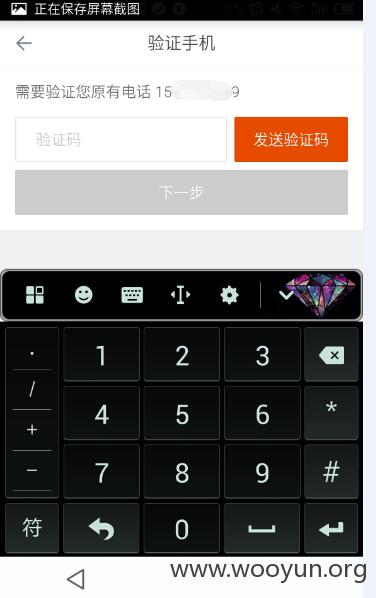 正在保存屏幕截图
验证手机
需要验证您原有电话 15 9
验证码
发送验证码
下一步
· 1 2 3
/ 4 5 6 *
+
- 7 8 9 #
符 0
www.wooyun.org